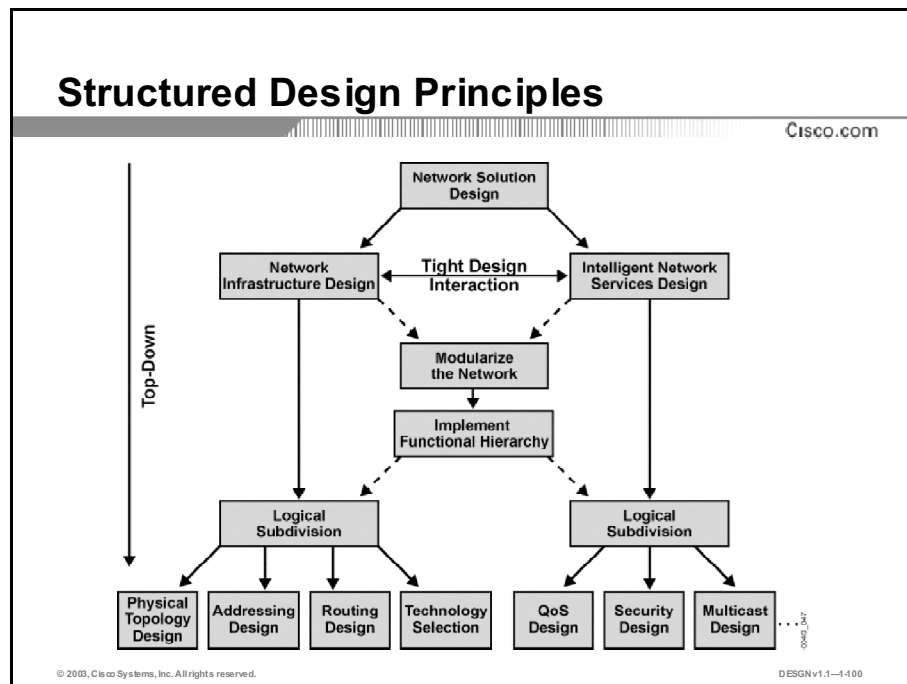 Structured Design Principles
Cisco.com
Network Solution
Design
Network
Infrastructure Design
Tight Design
Interaction
Intelligent Network
Services Design
Top-Down
Modularize
the Network
Implement
Functional Hierarchy
Logical
Subdivision
Logical
Subdivision
Physical
Topology
Design
Addressing
Design
Routing
Design
Technology
Selection
QoS
Design
Security
Design
Multicast
Design
© 2003, Cisco Systems, Inc. All rights reserved.
DESGN v1.1—1-100